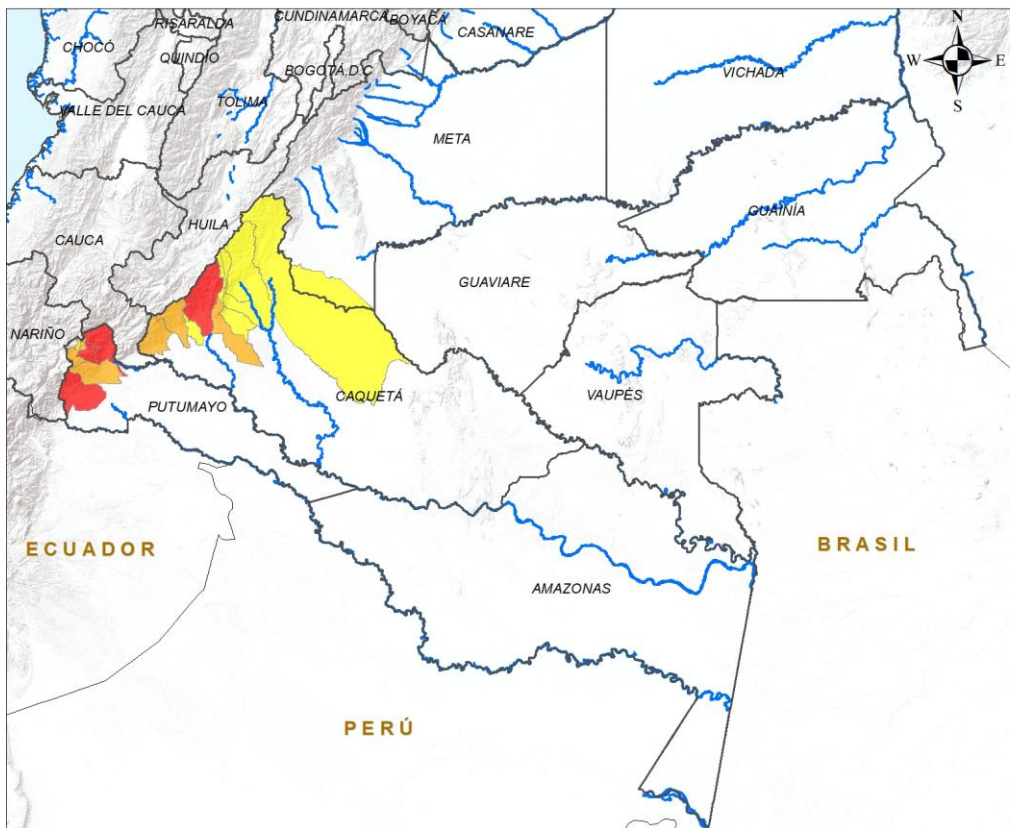 CUNDINAMARCA
BOYACÁ
RISARALDA
CASANARE
N
CHOCÓ
QUINDÍO
W
E
BOGOTÁ, D.C
VICHADA
TOLIMA
S
VALLE DEL CAUCA
META
GUAINÍA
HUILA
CAUCA
GUAVIARE
NARIÑO
CAQUETÁ
VAUPÉS
PUTUMAYO
ECUADOR
BRASIL
AMAZONAS
PERÚ